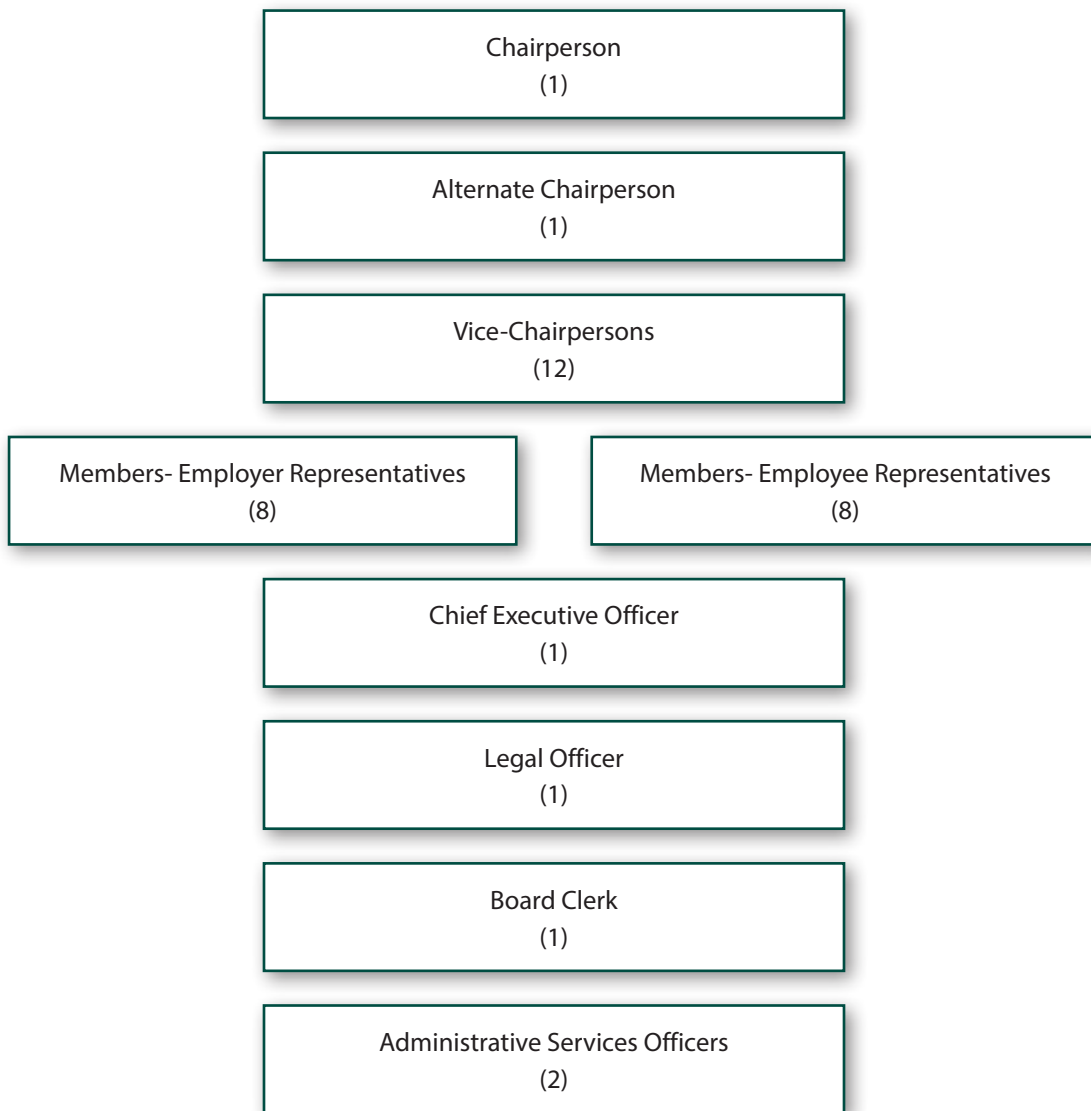 Chairperson
(1)
Alternate Chairperson
(1)
Vice-Chairpersons
(12)
Members- Employer Representatives
(8)
Members- Employee Representatives
(8)
Chief Executive Officer
(1)
Legal Officer
(1)
Board Clerk
(1)
Administrative Services Officers
(2)